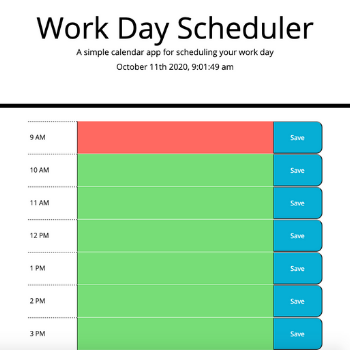 Work Day Scheduler
A simple calendar app for scheduling your work day
October 11th 2020, 9:01:49 am
9 AM Save
10 AM Save
11 AM Save
12 PM Save
1 PM Save
2 PM Save
3 PM Save